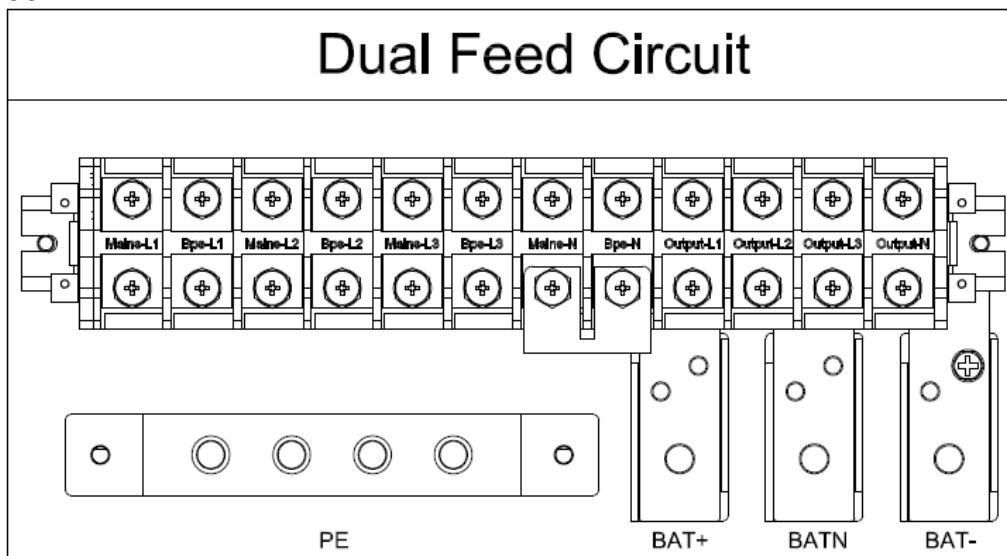 Dual Feed Circuit
Mains-L1 Bps-L1 Mains-L2 Bps-L2 Mains-L3 Bps-L3 Mains-N Bps-N Output-L1 Output-L2 Output-L3 Output-N
PE BAT+ BATN BAT-